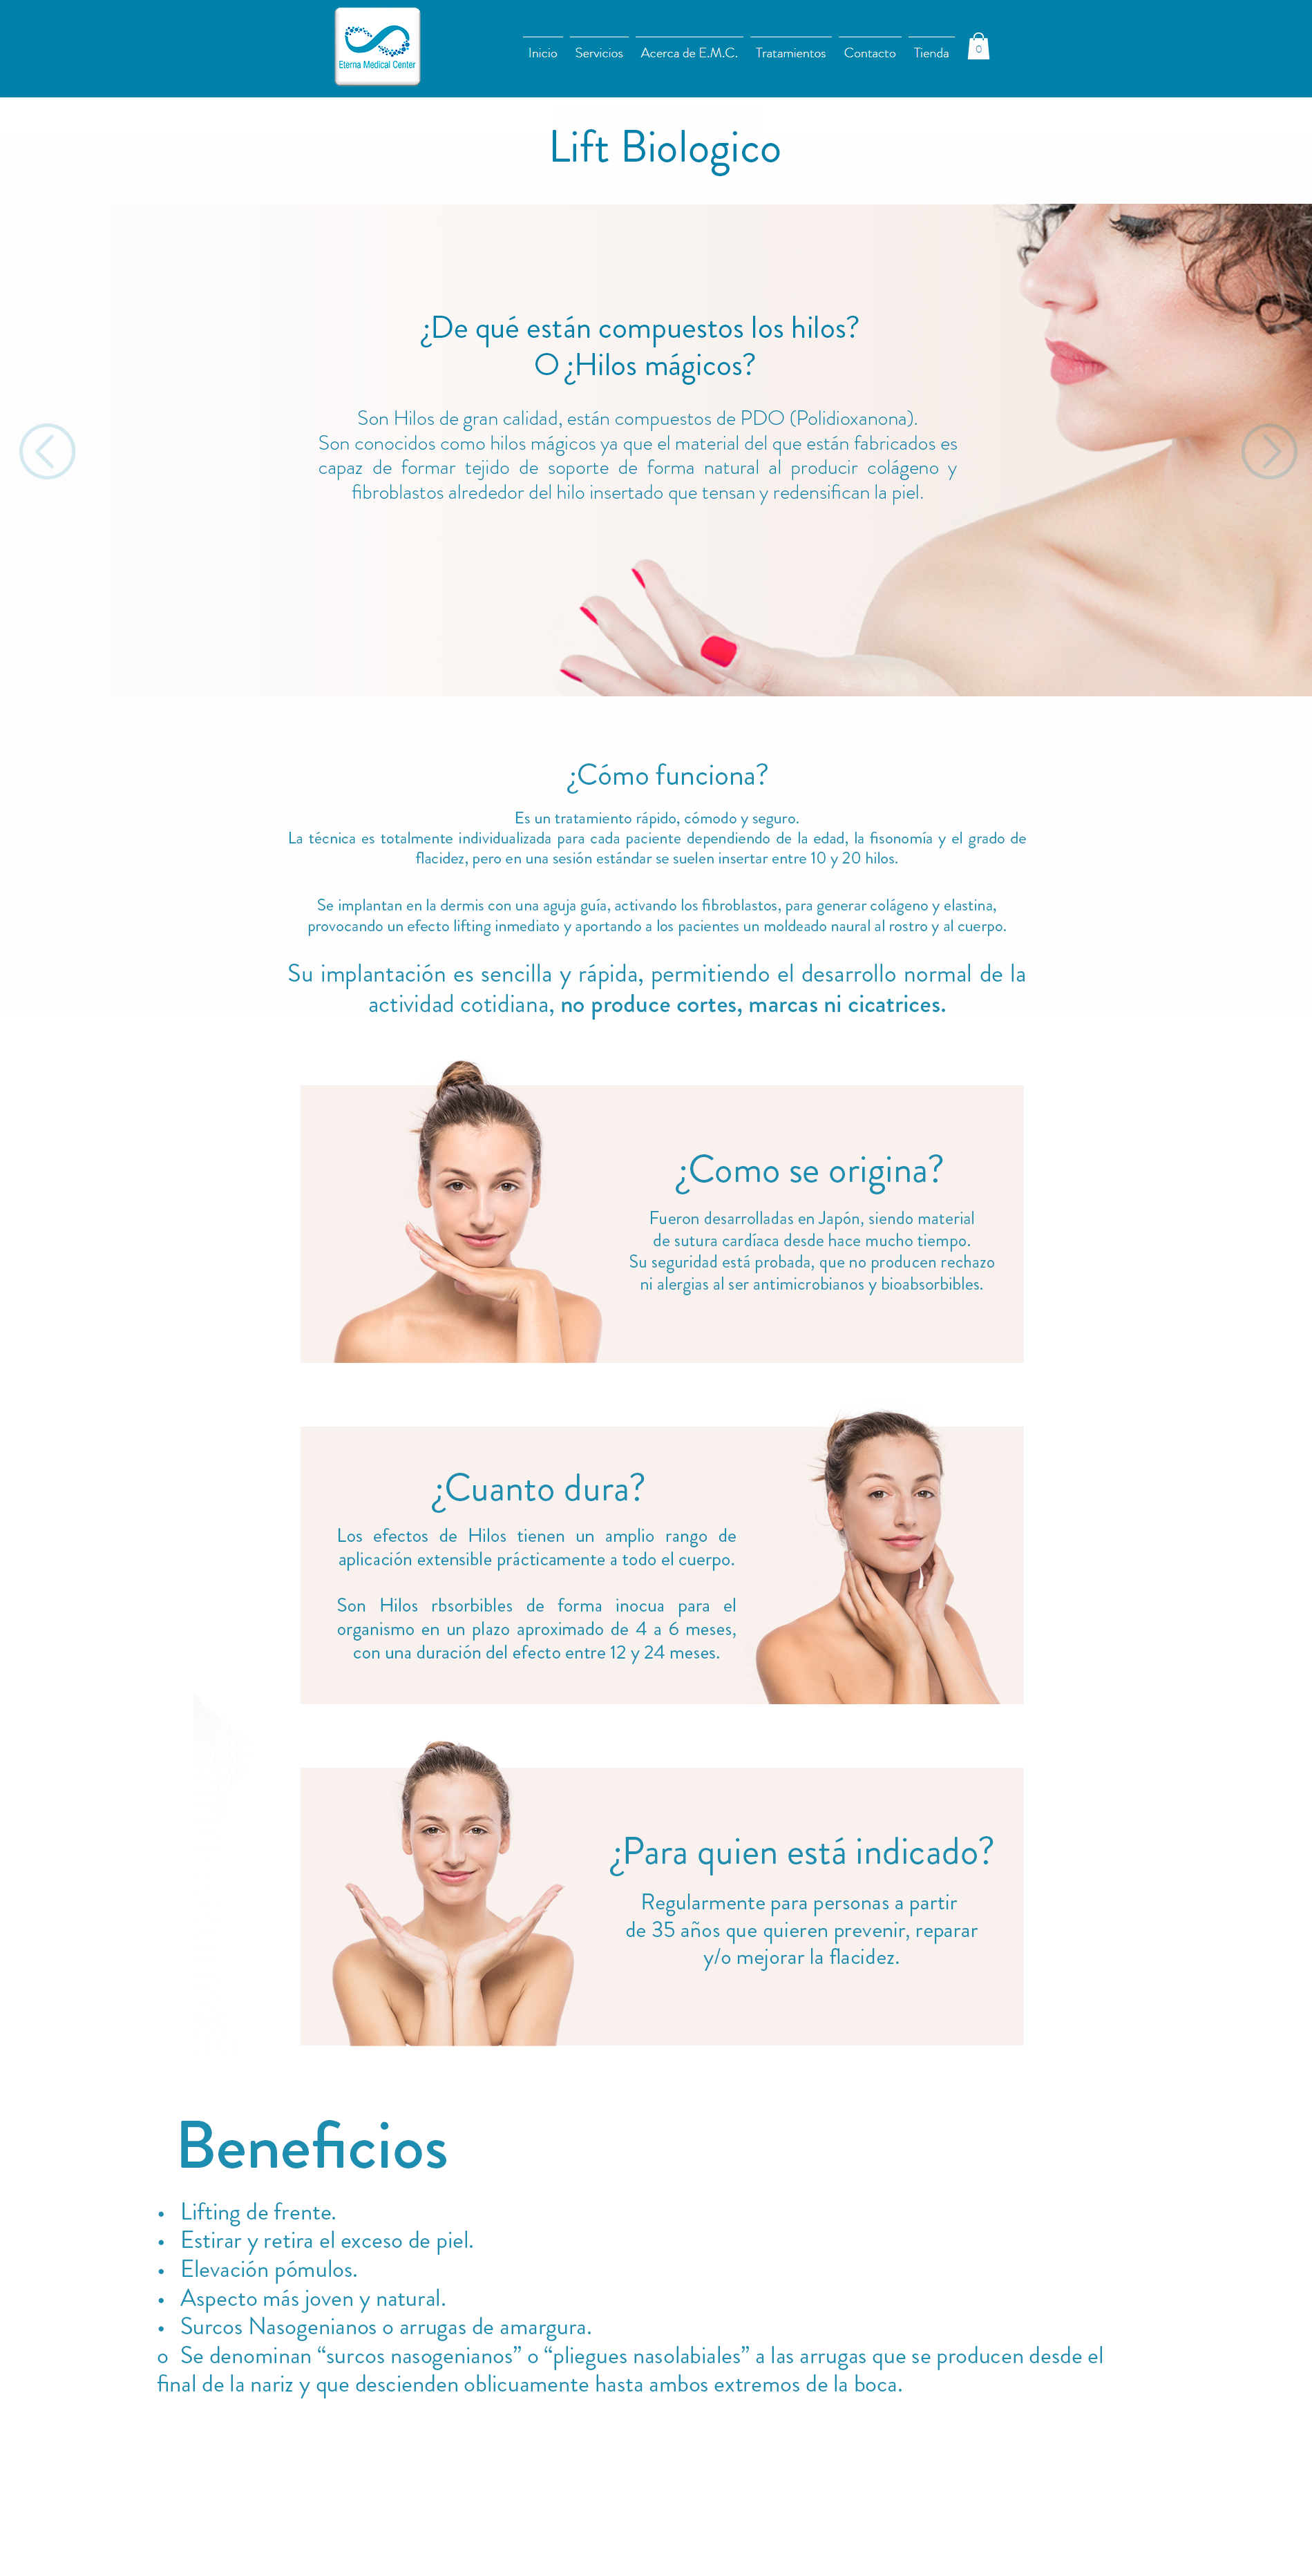 Eterna Medical Center
Inicio
Servicios
Acerca de E.M.C.
Tratamientos
Contacto
Tienda
0
Lift Biologico
¿De qué están compuestos los hilos?
O ¿Hilos mágicos?
Son Hilos de gran calidad, están compuestos de PDO (Polidioxanona).
Son conocidos como hilos mágicos ya que el material del que están fabricados es
capaz de formar tejido de soporte de forma natural al producir colágeno y
fibroblastos alrededor del hilo insertado que tensan y redensifican la piel.
¿Cómo funciona?
Es un tratamiento rápido, cómodo y seguro.
La técnica es totalmente individualizada para cada paciente dependiendo de la edad, la fisonomía y el grado de
flacidez, pero en una sesión estándar se suelen insertar entre 10 y 20 hilos.
Se implantan en la dermis con una aguja guía, activando los fibroblastos, para generar colágeno y elastina,
provocando un efecto lifting inmediato y aportando a los pacientes un moldeado naural al rostro y al cuerpo.
Su implantación es sencilla y rápida, permitiendo el desarrollo normal de la
actividad cotidiana, no produce cortes, marcas ni cicatrices.
¿Como se origina?
Fueron desarrolladas en Japón, siendo material
de sutura cardíaca desde hace mucho tiempo.
Su seguridad está probada, que no producen rechazo
ni alergias al ser antimicrobianos y bioabsorbibles.
¿Cuanto dura?
Los efectos de Hilos tienen un amplio rango de
aplicación extensible prácticamente a todo el cuerpo.
Son Hilos rbsorbibles de forma inocua para el
organismo en un plazo aproximado de 4 a 6 meses,
con una duración del efecto entre 12 y 24 meses.
¿Para quien está indicado?
Regularmente para personas a partir
de 35 años que quieren prevenir, reparar
y/o mejorar la flacidez.
Beneficios
• Lifting de frente.
• Estirar y retira el exceso de piel.
• Elevación pómulos.
• Aspecto más joven y natural.
• Surcos Nasogenianos o arrugas de amargura.
o Se denominan “surcos nasogenianos” o “pliegues nasolabiales” a las arrugas que se producen desde el
final de la nariz y que descienden oblicuamente hasta ambos extremos de la boca.